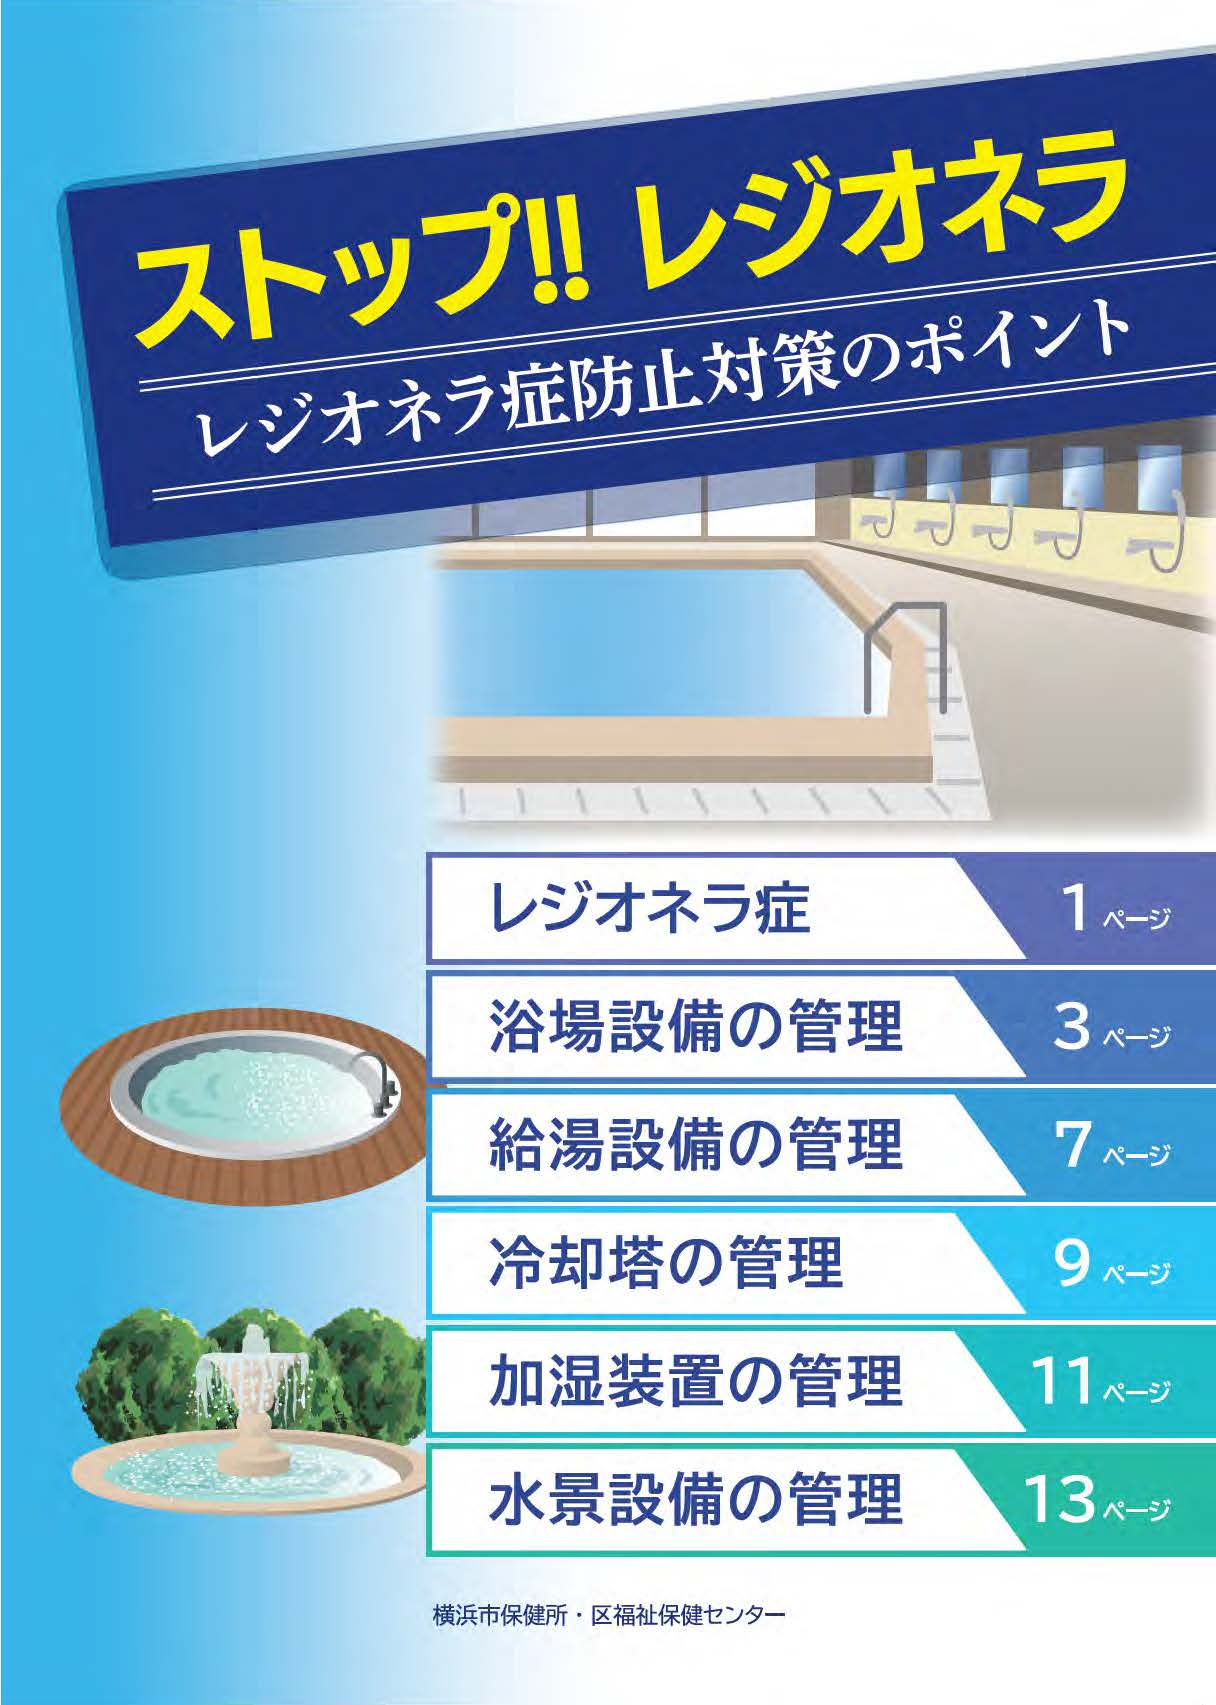 ストップ!! レジオネラ
レジオネラ症防止対策のポイント
レジオネラ症 1ページ
浴場設備の管理 3ページ
給湯設備の管理 7ページ
冷却塔の管理 9ページ
加湿装置の管理 11ページ
水景設備の管理 13ページ
横浜市保健所・区福祉保健センター